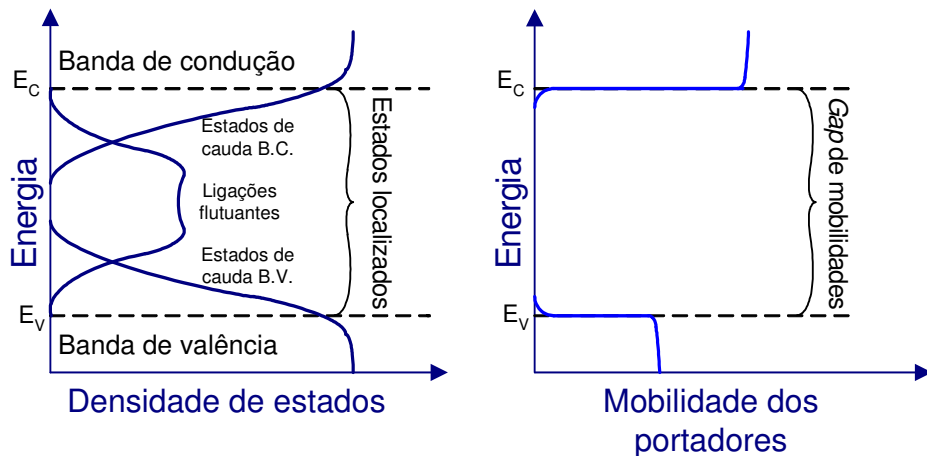 Banda de condução
E_C
Estados de
cauda B.C.
Ligações
flutuantes
Estados de
cauda B.V.
Estados localizados
Energia
E_V
Banda de valência
Densidade de estados
E_C
Gap de
mobilidades
Energia
E_V
Mobilidade dos
portadores